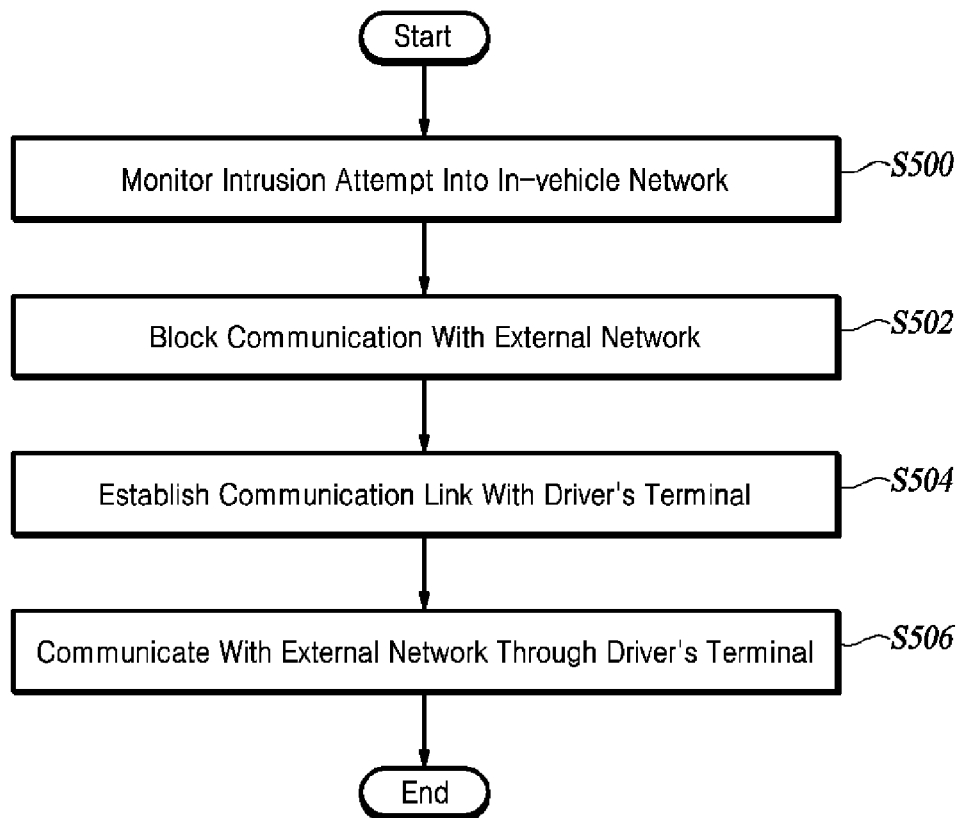 Start
Monitor Intrusion Attempt Into In-vehicle Network
S500
Block Communication With External Network
S502
Establish Communication Link With Driver's Terminal
S504
Communicate With External Network Through Driver's Terminal
S506
End